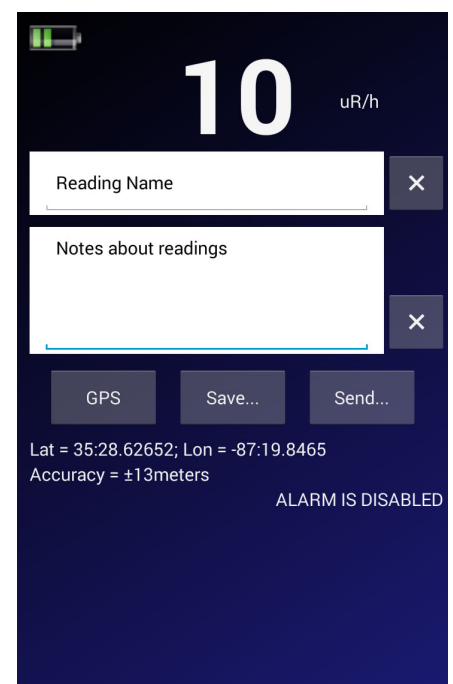 10 uR/h
Reading Name
×
Notes about readings
×
GPS Save... Send...
Lat = 35:28.62652; Lon = -87:19.8465
Accuracy = ±13meters
ALARM IS DISABLED